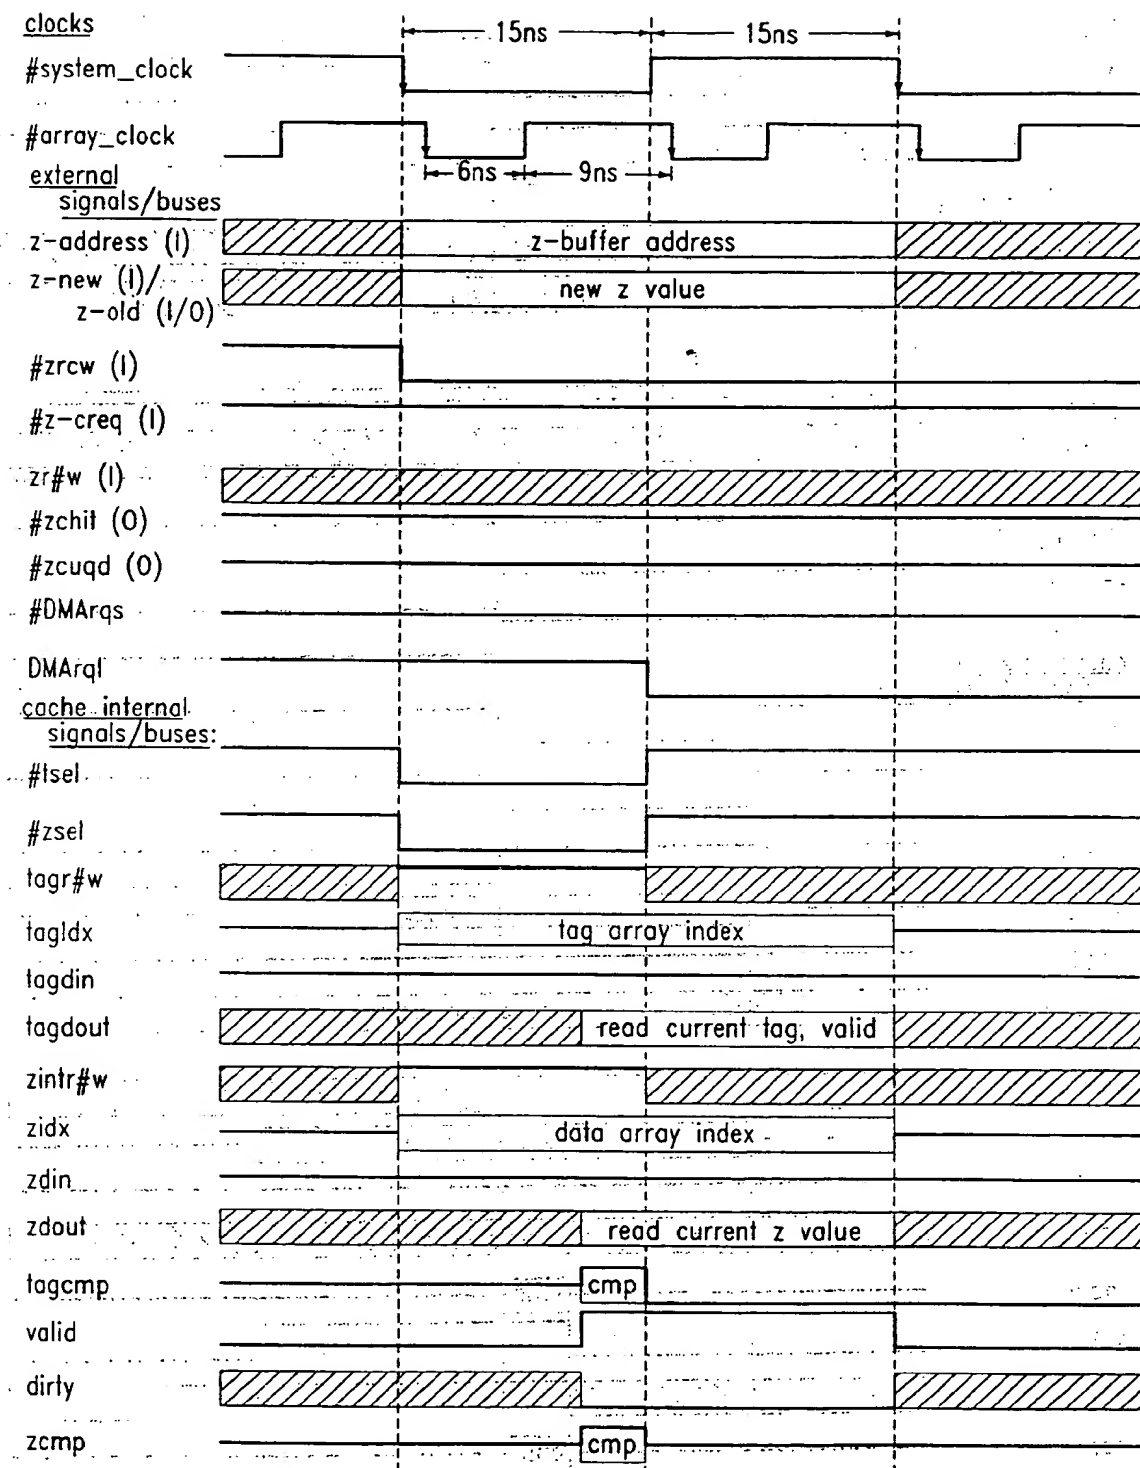 clocks
15ns 15ns
#system_clock
#array_clock
6ns 9ns
external
signals/buses
z-address (I) z-buffer address
z-new (I)/ new z value
z-old (I/O)
#zrcw (I)
#z-creq (I)
zr#w (I)
#zchit (O)
#zcuqd (O)
#DMArqs
DMArql
cache internal
signals/buses:
#tsel
#zsel
tagr#w
tagIdx tag array index
tagdin
tagdout read current tag, valid
zintr#w
zidx data array index
zdin
zdout read current z value
tagcmp cmp
valid
dirty
zcmp cmp